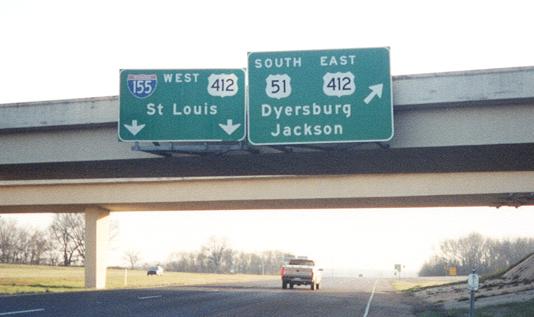 155 WEST 412
St Louis
SOUTH EAST
51 412
Dyersburg
Jackson